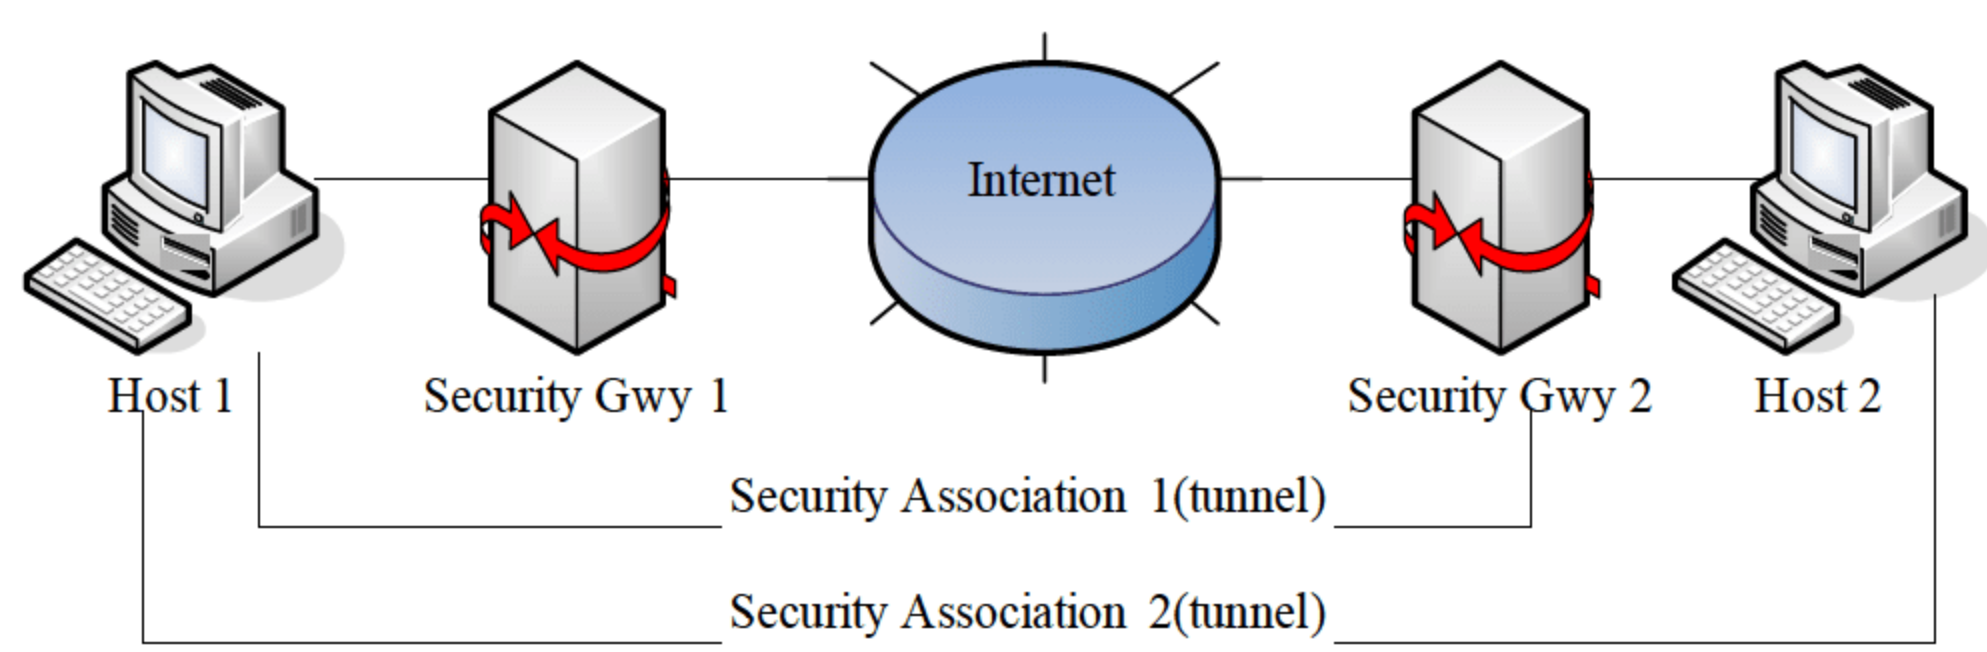 Internet
Host 1
Security Gwy 1
Security Gwy 2
Host 2
Security Association 1(tunnel)
Security Association 2(tunnel)